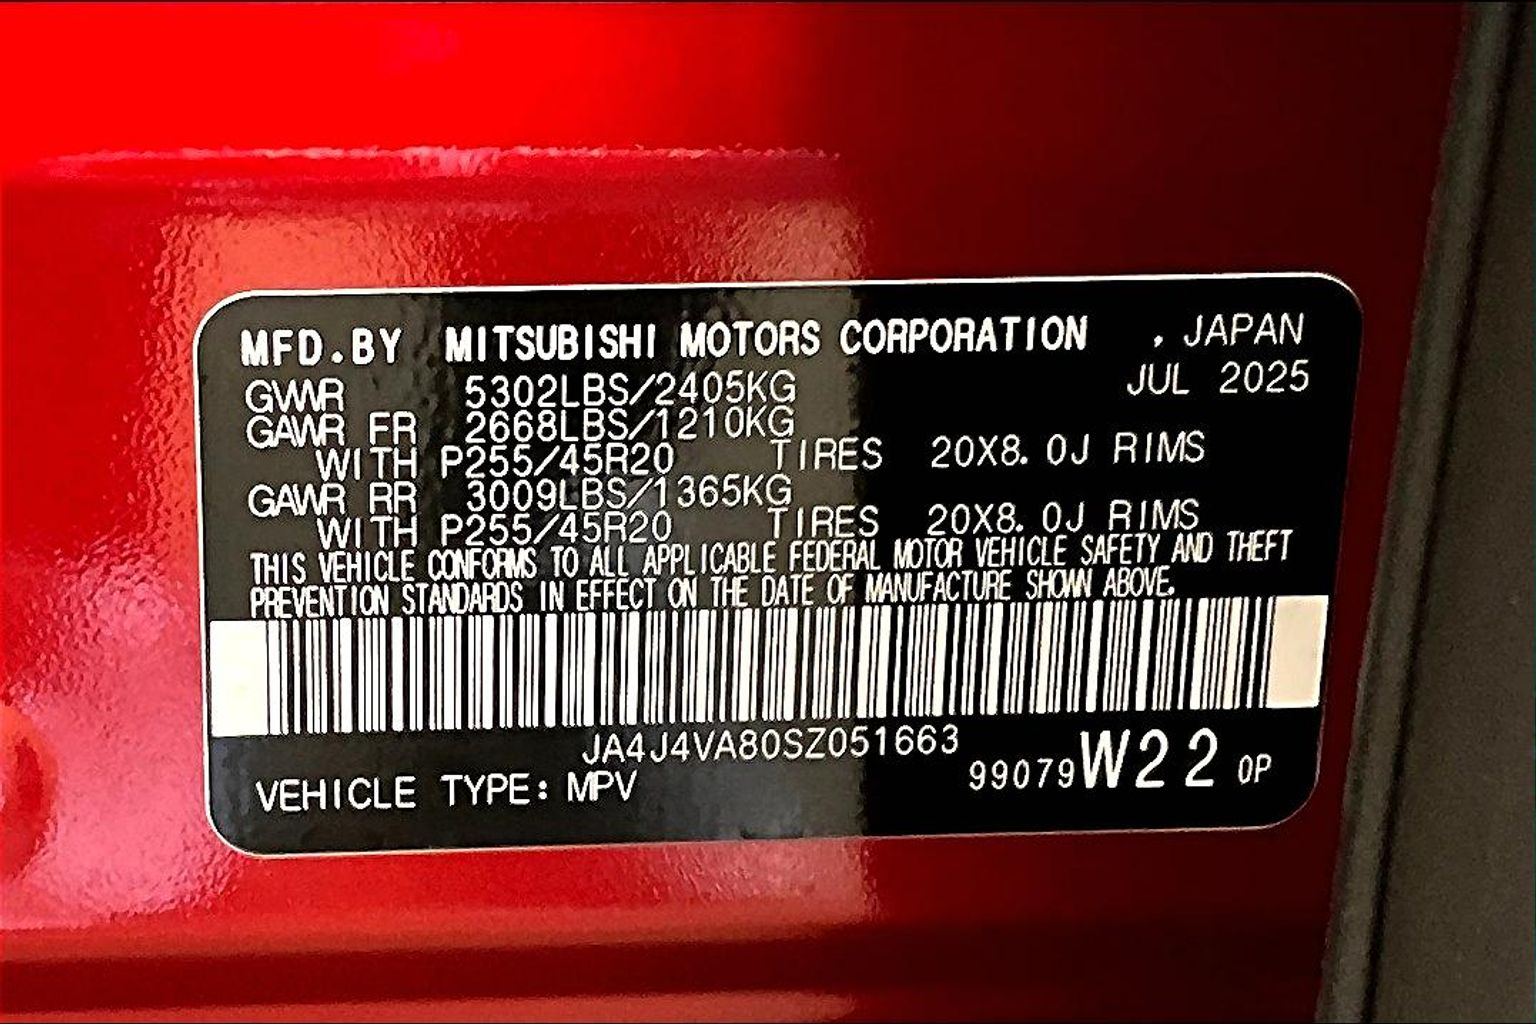 MFD.BY MITSUBISHI MOTORS CORPORATION , JAPAN
JUL 2025
GVWR 5302LBS/2405KG
GAWR FR 2668LBS/1210KG
WITH P255/45R20 TIRES 20X8.0J RIMS
GAWR RR 3009LBS/1365KG
WITH P255/45R20 TIRES 20X8.0J RIMS
THIS VEHICLE CONFORMS TO ALL APPLICABLE FEDERAL MOTOR VEHICLE SAFETY AND THEFT
PREVENTION STANDARDS IN EFFECT ON THE DATE OF MANUFACTURE SHOWN ABOVE.
JA4J4VA80SZ051663
99079 W22 0P
VEHICLE TYPE: MPV